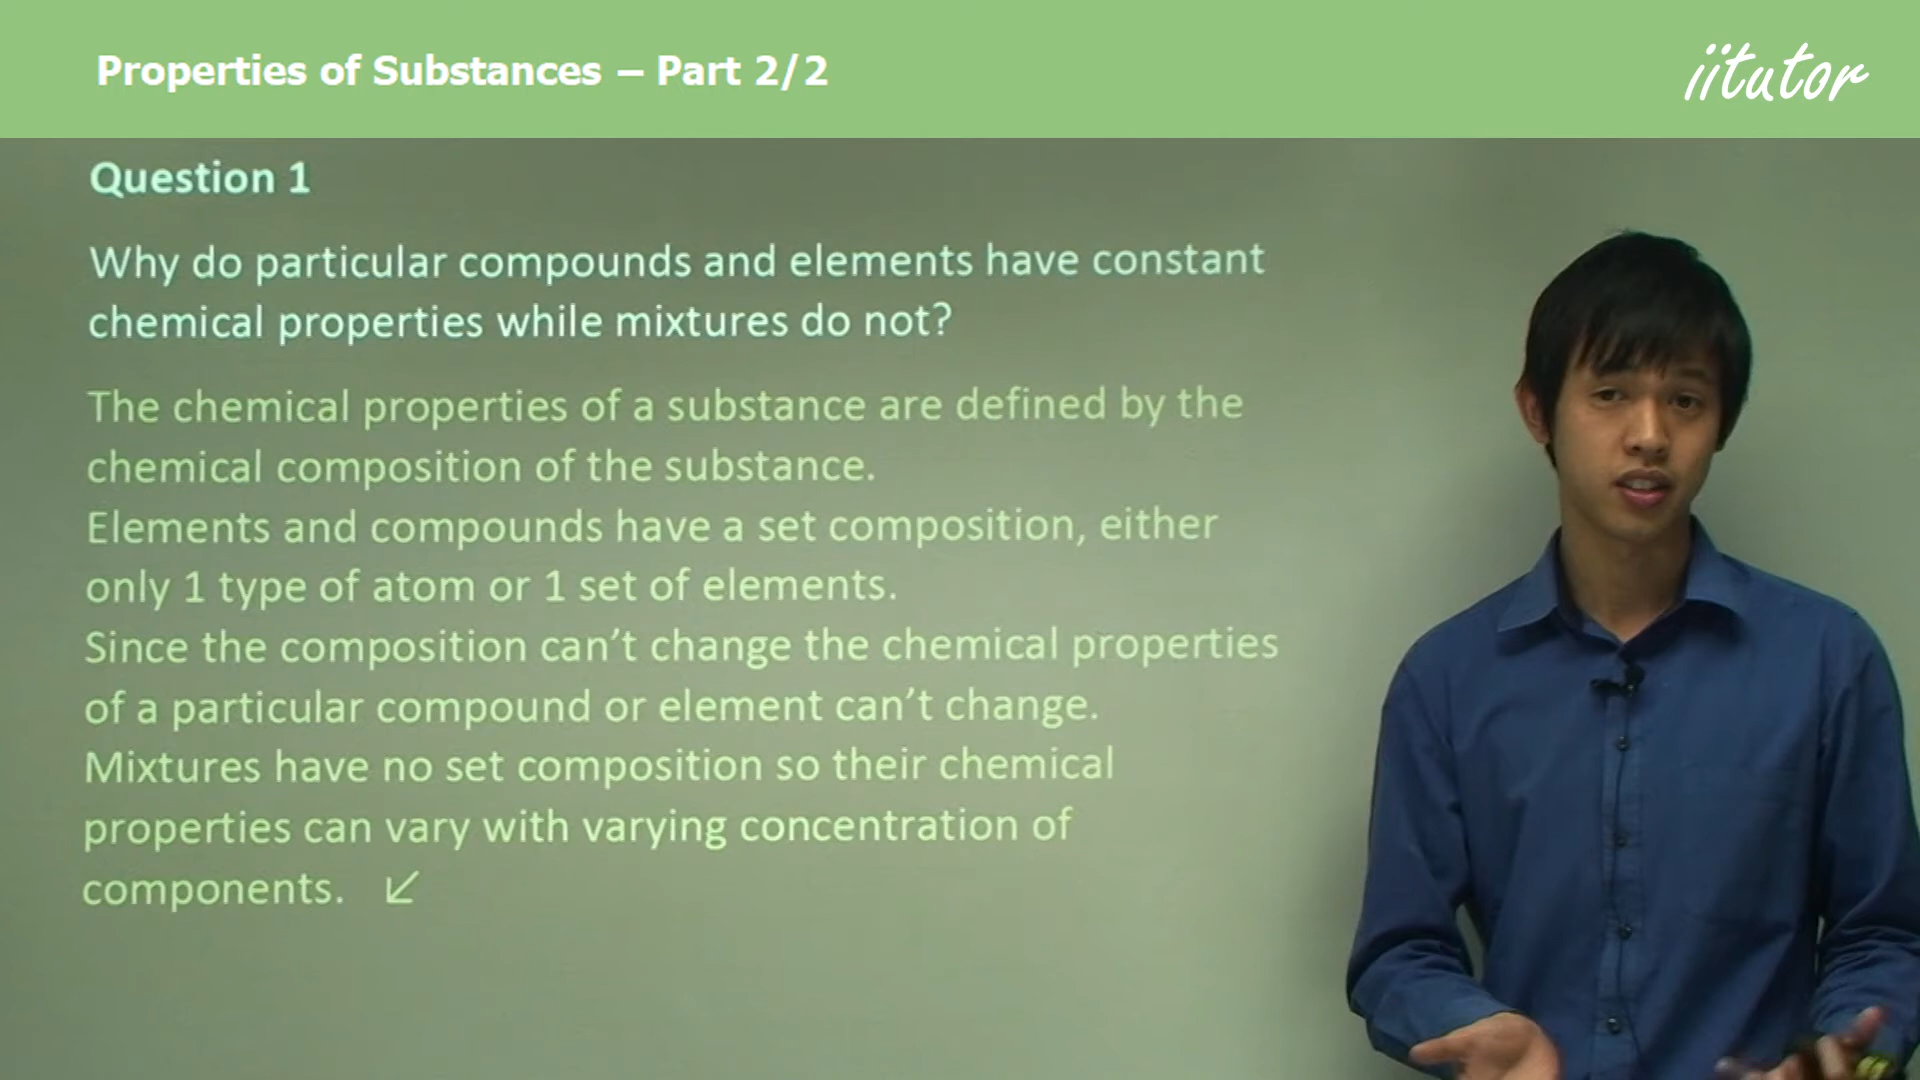 Properties of Substances – Part 2/2
iitutor
Question 1
Why do particular compounds and elements have constant
chemical properties while mixtures do not?
The chemical properties of a substance are defined by the
chemical composition of the substance.
Elements and compounds have a set composition, either
only 1 type of atom or 1 set of elements.
Since the composition can’t change the chemical properties
of a particular compound or element can’t change.
Mixtures have no set composition so their chemical
properties can vary with varying concentration of
components. ↙